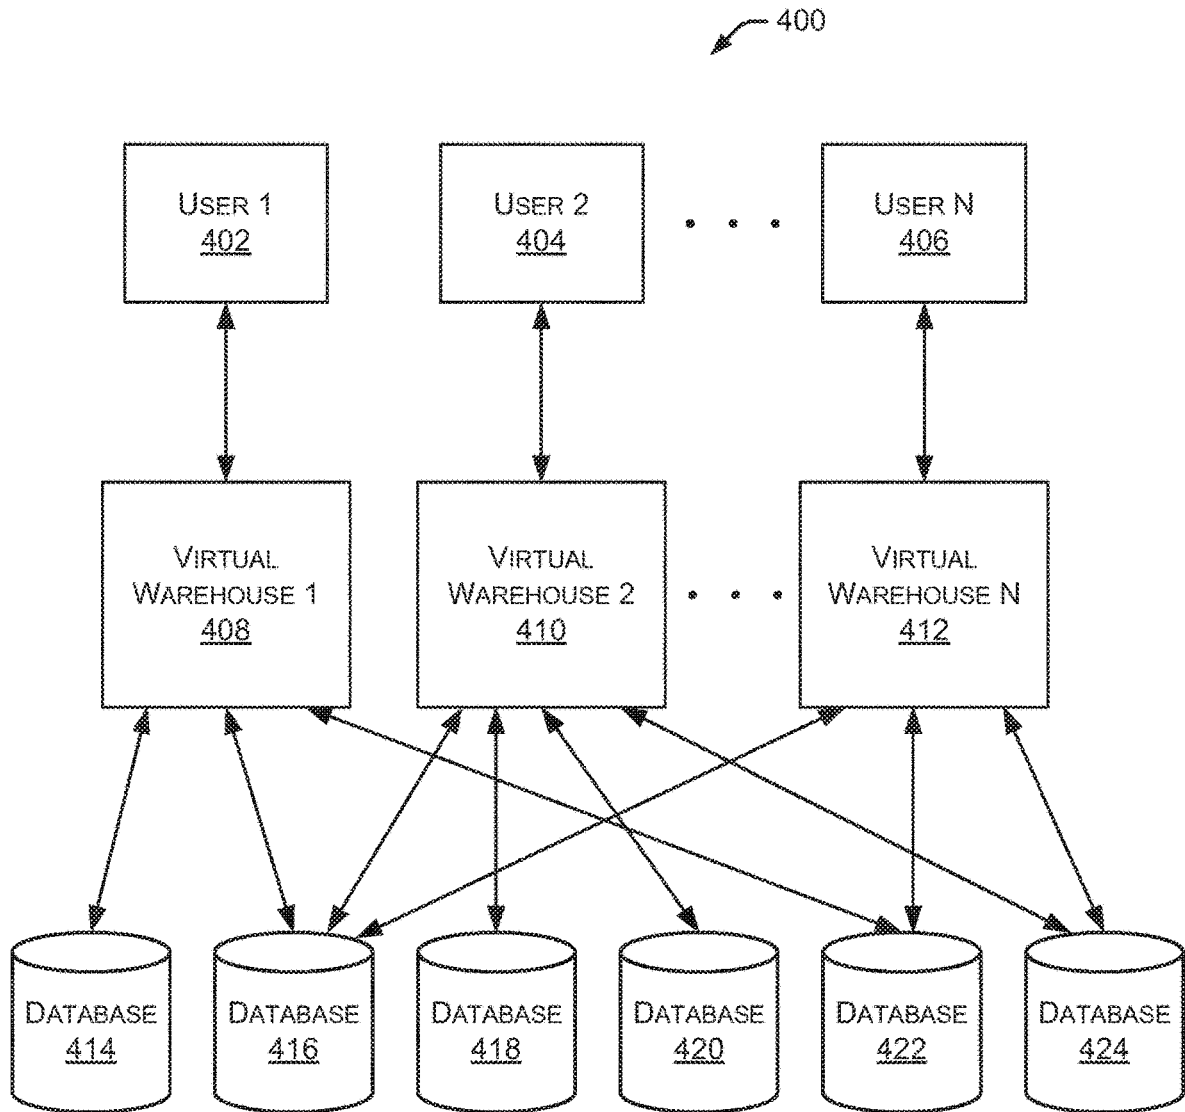 400
USER 1
402
USER 2
404
USER N
406
VIRTUAL
WAREHOUSE 1
408
VIRTUAL
WAREHOUSE 2
410
VIRTUAL
WAREHOUSE N
412
DATABASE
414
DATABASE
416
DATABASE
418
DATABASE
420
DATABASE
422
DATABASE
424